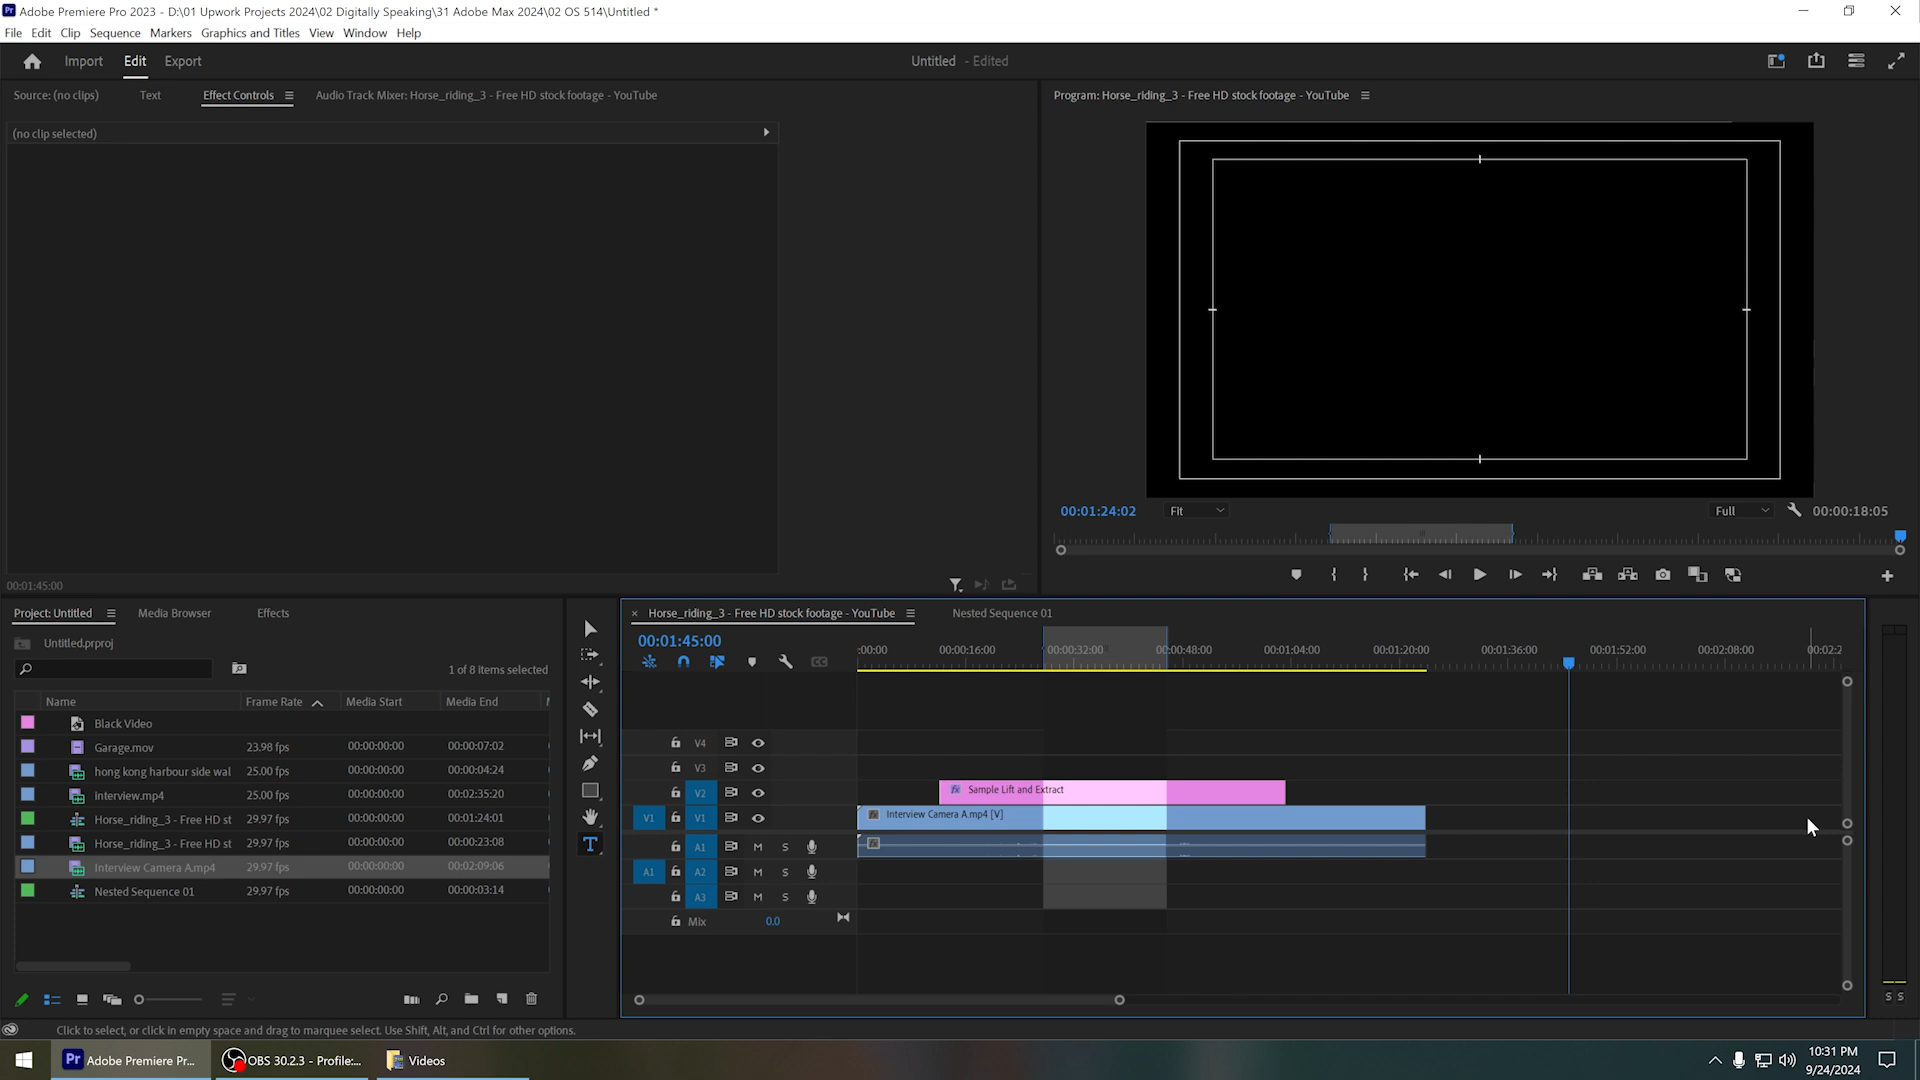 Adobe Premiere Pro 2023 - D:\01 Upwork Projects 2024\02 Digitally Speaking\31 Adobe Max 2024\02 OS 514\Untitled *
File Edit Clip Sequence Markers Graphics and Titles View Window Help
Import Edit Export Untitled - Edited
Source: (no clips) Text Effect Controls Audio Track Mixer: Horse_riding_3 - Free HD stock footage - YouTube Program: Horse_riding_3 - Free HD stock footage - YouTube
(no clip selected)
00:01:24:02 Fit Full 00:00:18:05
00:01:45:00
Project: Untitled Media Browser Effects
Untitled.prproj
1 of 8 items selected
Name Frame Rate Media Start Media End
Black Video
Garage.mov 23.98 fps 00:00:00:00 00:00:07:02
hong kong harbour side wal 25.00 fps 00:00:00:00 00:00:04:24
interview.mp4 25.00 fps 00:00:00:00 00:02:35:20
Horse_riding_3 - Free HD st 29.97 fps 00:00:00:00 00:01:24:01
Horse_riding_3 - Free HD st 29.97 fps 00:00:00:00 00:00:23:08
Interview Camera A.mp4 29.97 fps 00:00:00:00 00:02:09:06
Nested Sequence 01 29.97 fps 00:00:00:00 00:00:03:14
Horse_riding_3 - Free HD stock footage - YouTube Nested Sequence 01
00:01:45:00
:00:00 00:00:16:00 00:00:32:00 00:00:48:00 00:01:04:00 00:01:20:00 00:01:36:00 00:01:52:00 00:02:08:00 00:02:2
V4
V3
V2 fx Sample Lift and Extract
V1 V1 fx Interview Camera A.mp4 [V]
A1 M S
A1 A2 M S
A3 M S
Mix 0.0
S S
Click to select, or click in empty space and drag to marquee select. Use Shift, Alt, and Ctrl for other options.
Pr Adobe Premiere Pr... OBS 30.2.3 - Profile:... Videos
10:31 PM
9/24/2024